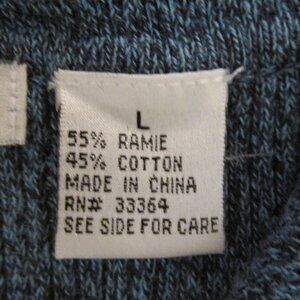 L
55% RAMIE
45% COTTON
MADE IN CHINA
RN# 33364
SEE SIDE FOR CARE